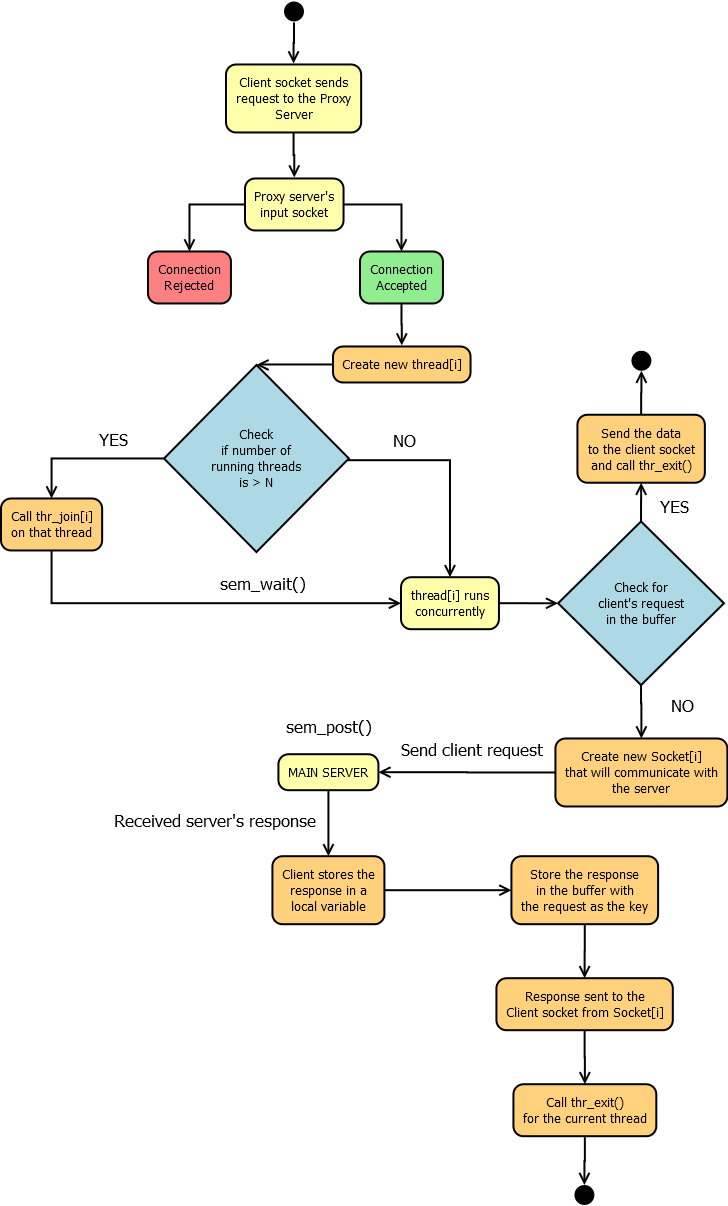 Client socket sends
request to the Proxy
Server
Proxy server's
input socket
Connection
Rejected
Connection
Accepted
Create new thread[i]
Check
if number of
running threads
is > N
YES
NO
Call thr_join[i]
on that thread
sem_wait()
thread[i] runs
concurrently
Send the data
to the client socket
and call thr_exit()
YES
Check for
client's request
in the buffer
NO
Create new Socket[i]
that will communicate with
the server
Send client request
sem_post()
MAIN SERVER
Received server's response
Client stores the
response in a
local variable
Store the response
in the buffer with
the request as the key
Response sent to the
Client socket from Socket[i]
Call thr_exit()
for the current thread